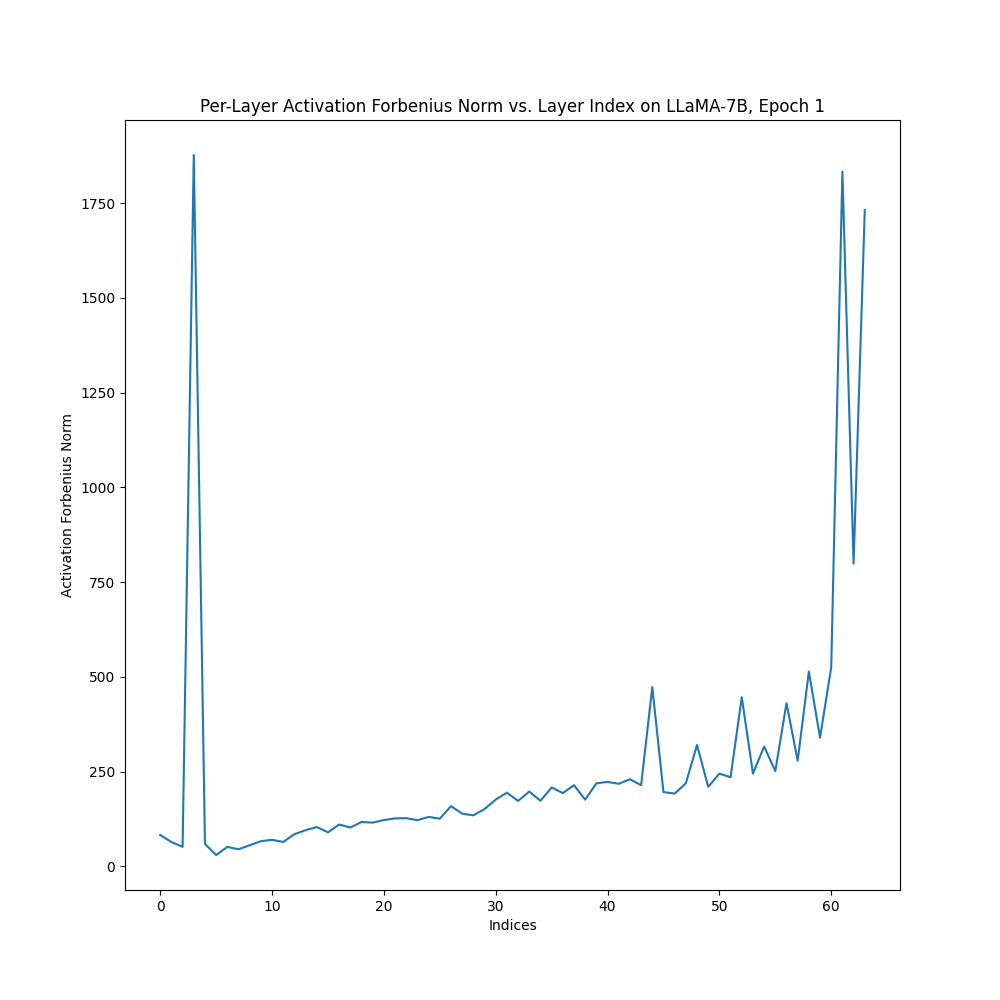 Per-Layer Activation Forbenius Norm vs. Layer Index on LLaMA-7B, Epoch 1
Activation Forbenius Norm
1750
1500
1250
1000
750
500
250
0
0 10 20 30 40 50 60
Indices